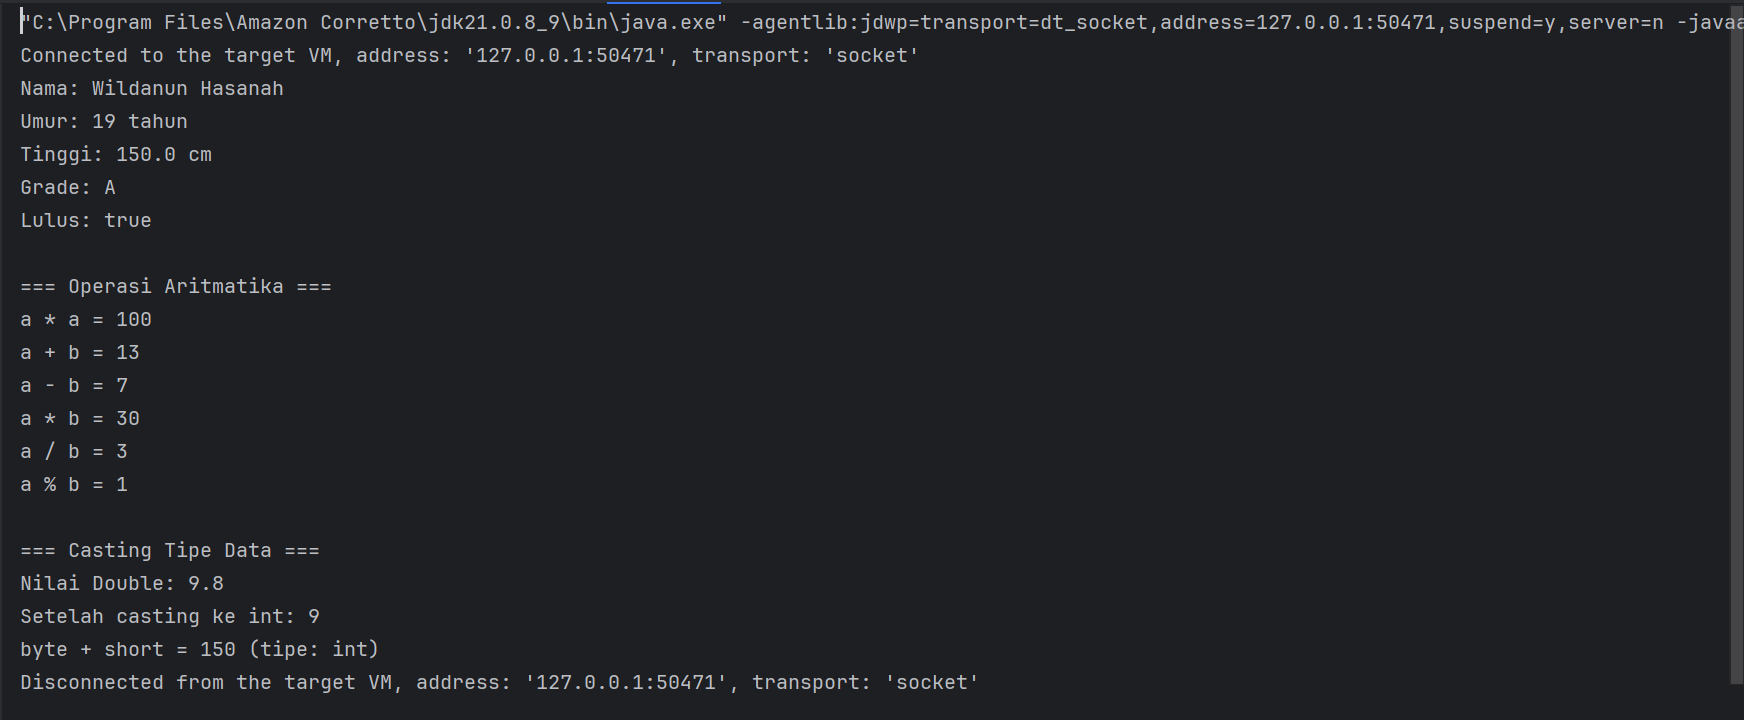 "C:\Program Files\Amazon Corretto\jdk21.0.8_9\bin\java.exe" -agentlib:jdwp=transport=dt_socket,address=127.0.0.1:50471,suspend=y,server=n -javaa
Connected to the target VM, address: '127.0.0.1:50471', transport: 'socket'
Nama: Wildanun Hasanah
Umur: 19 tahun
Tinggi: 150.0 cm
Grade: A
Lulus: true
=== Operasi Aritmatika ===
a * a = 100
a + b = 13
a - b = 7
a * b = 30
a / b = 3
a % b = 1
=== Casting Tipe Data ===
Nilai Double: 9.8
Setelah casting ke int: 9
byte + short = 150 (tipe: int)
Disconnected from the target VM, address: '127.0.0.1:50471', transport: 'socket'